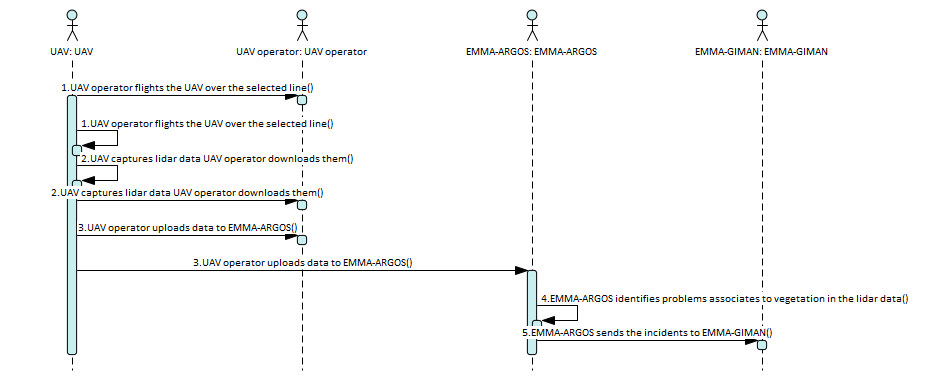 UAV: UAV
UAV operator: UAV operator
EMMA-ARGOS: EMMA-ARGOS
EMMA-GIMAN: EMMA-GIMAN
1.UAV operator flights the UAV over the selected line()
1.UAV operator flights the UAV over the selected line()
2.UAV captures lidar data UAV operator downloads them()
2.UAV captures lidar data UAV operator downloads them()
3.UAV operator uploads data to EMMA-ARGOS()
3.UAV operator uploads data to EMMA-ARGOS()
4.EMMA-ARGOS identifies problems associates to vegetation in the lidar data()
5.EMMA-ARGOS sends the incidents to EMMA-GIMAN()